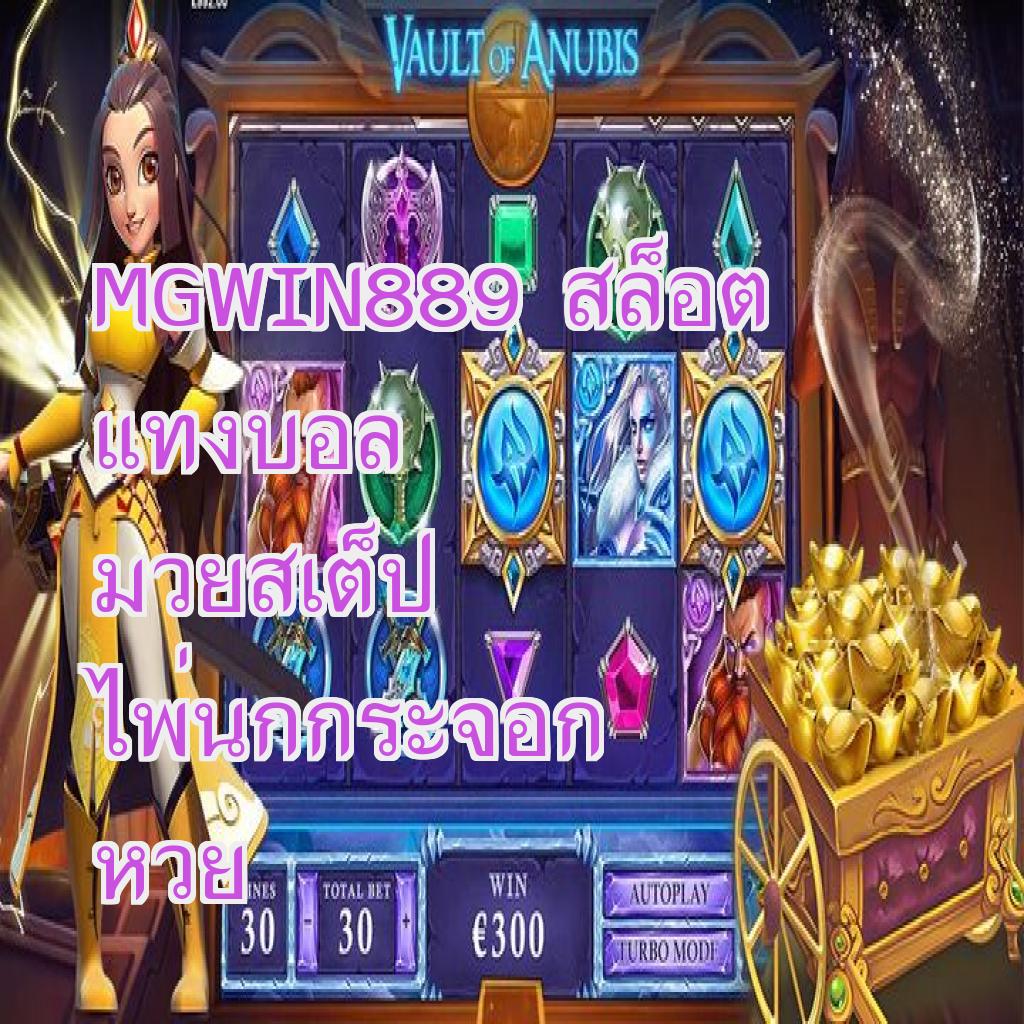 VAULT OF ANUBIS
MGWIN889 สล็อต
แทงบอล
มวยสเต็ป
ไพ่นกกระจอก
หวย
TOTAL BET
30
30
-
+
WIN
€300
AUTOPLAY
TURBO MODE